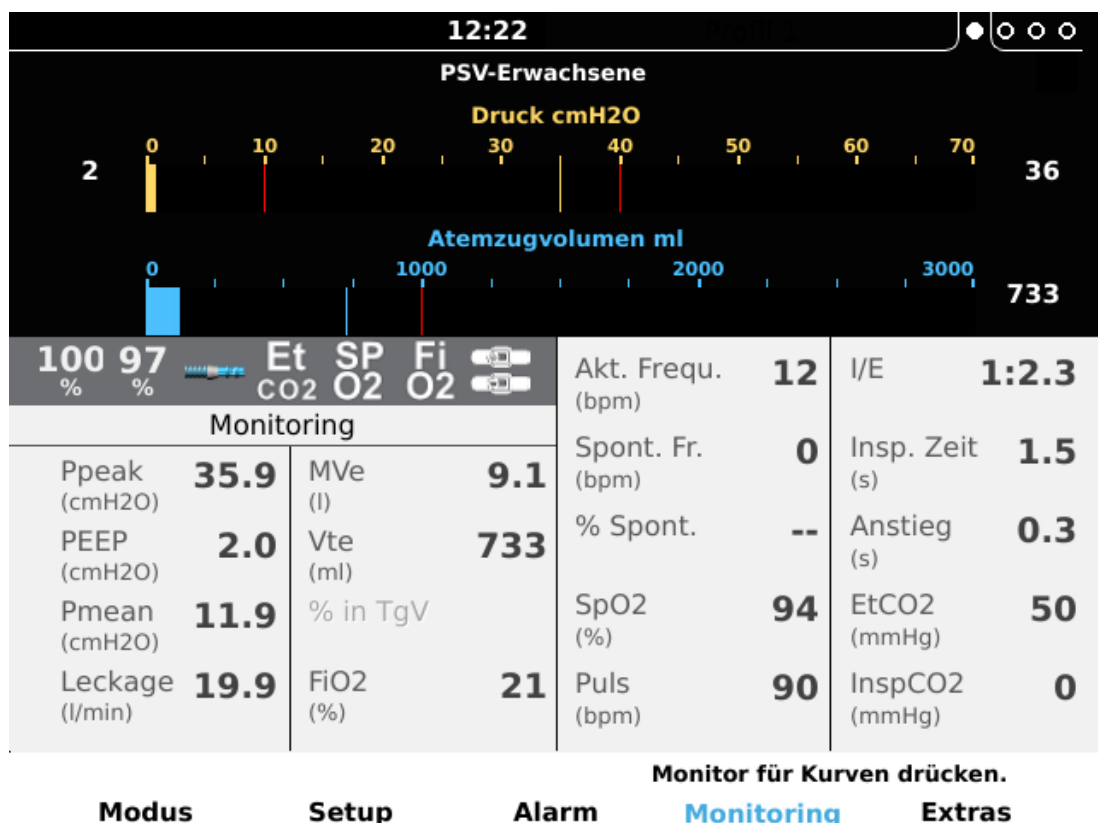 12:22
Profil 1
PSV-Erwachsene
Druck cmH2O
0 10 20 30 40 50 60 70
2 36
Atemzugvolumen ml
0 1000 2000 3000
733
100 97 Et SP Fi
% % CO2 O2 O2
Monitoring
Ppeak 35.9 MVe 9.1
(cmH2O) (l)
PEEP 2.0 Vte 733
(cmH2O) (ml)
Pmean 11.9 % in TgV
(cmH2O)
Leckage 19.9 FiO2 21
(l/min) (%)
Akt. Frequ. 12 I/E 1:2.3
(bpm)
Spont. Fr. 0 Insp. Zeit 1.5
(bpm) (s)
% Spont. -- Anstieg 0.3
(s)
SpO2 94 EtCO2 50
(%) (mmHg)
Puls 90 InspCO2 0
(bpm) (mmHg)
Monitor für Kurven drücken.
Modus Setup Alarm Monitoring Extras